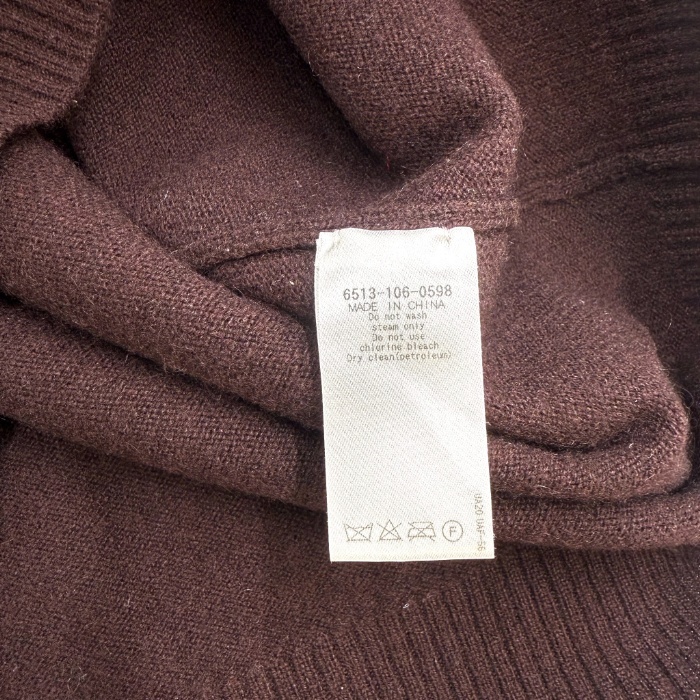 6513-106-0598
MADE IN CHINA
Do not wash
steam only
Do not use
chlorine bleach
Dry clean(petroleum)
F